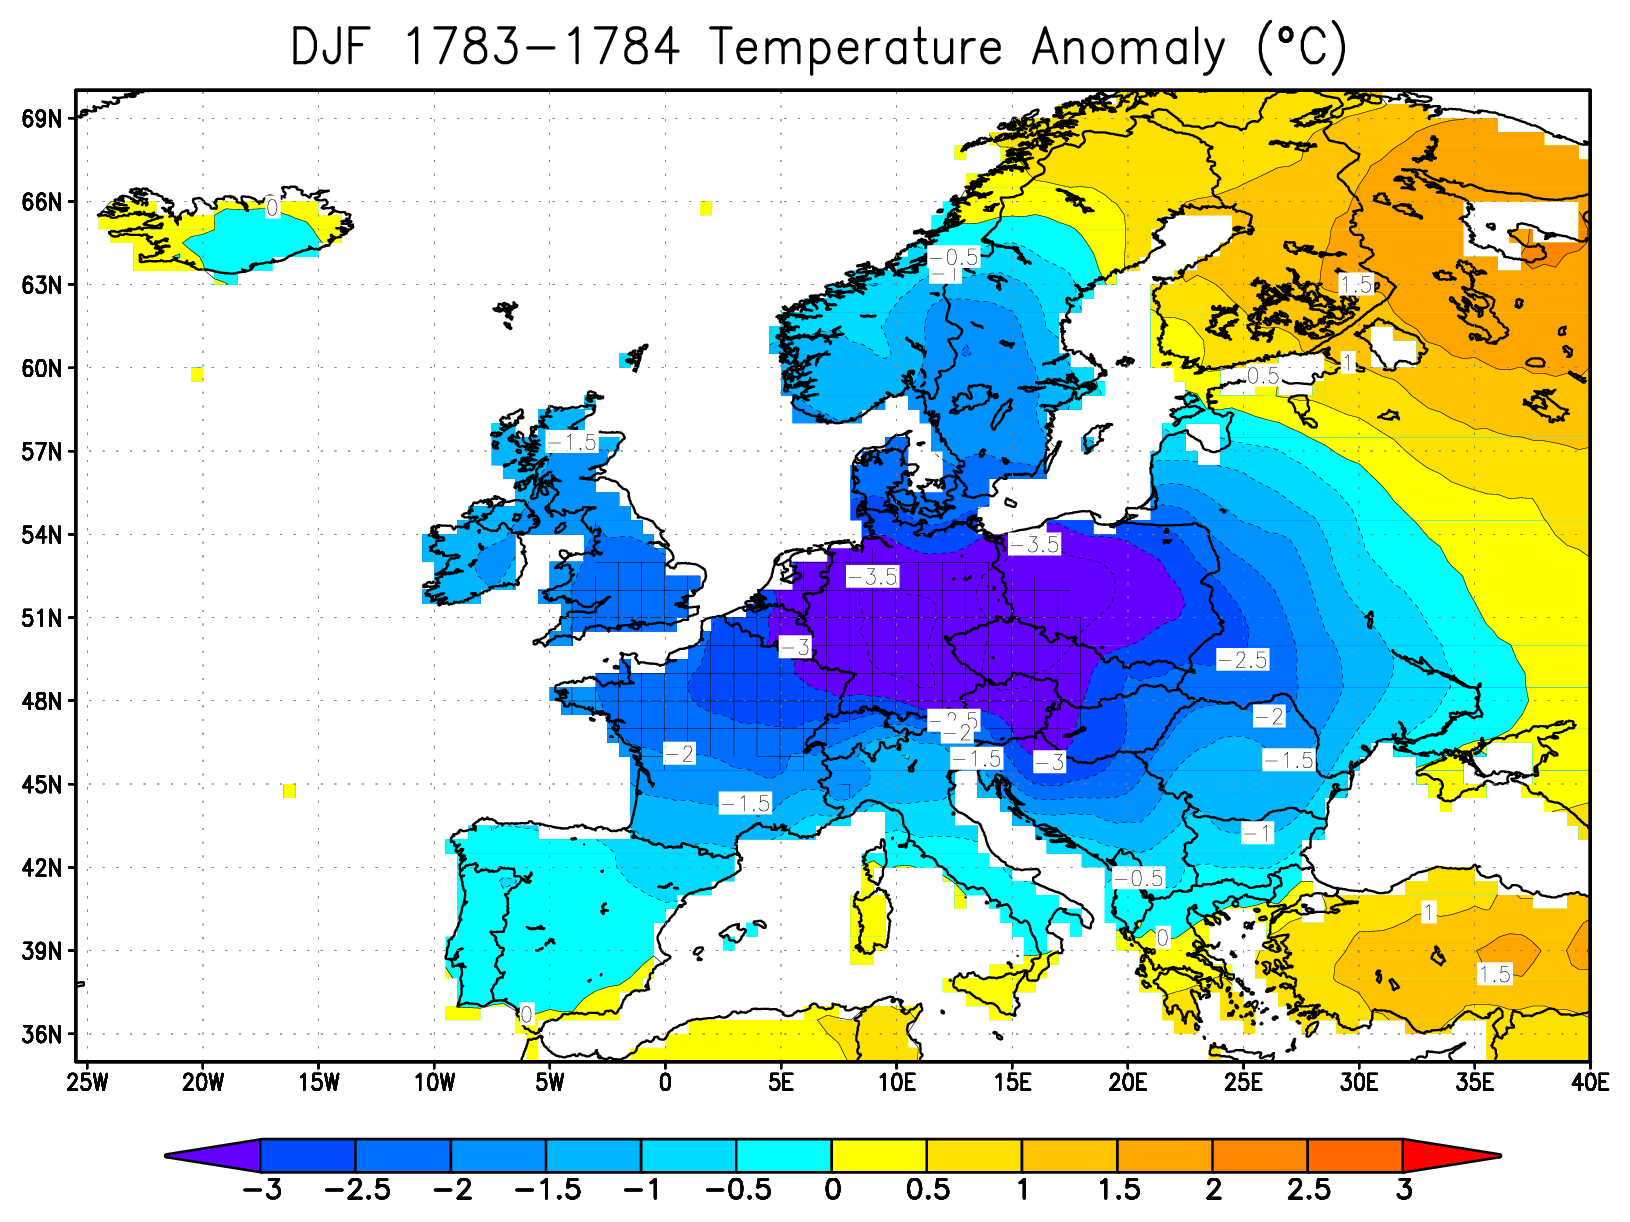 DJF 1783-1784 Temperature Anomaly (°C)
69N
66N
63N
60N
57N
54N
51N
48N
45N
42N
39N
36N
0
-0.5
-1
1.5
1
0.5
-1.5
-3.5
-3.5
-3
-2.5
-2.5
-2
-2
-2
-1.5
-3
-1.5
-1.5
-1
-0.5
1
0
1.5
0
25W 20W 15W 10W 5W 0 5E 10E 15E 20E 25E 30E 35E 40E
-3 -2.5 -2 -1.5 -1 -0.5 0 0.5 1 1.5 2 2.5 3